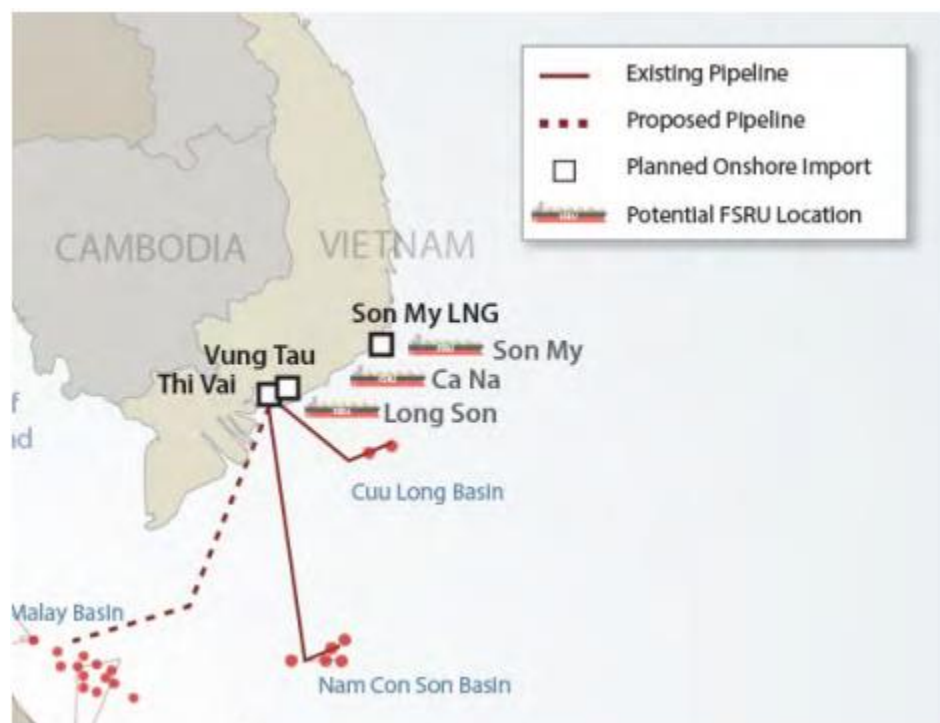 Existing Pipeline
Proposed Pipeline
Planned Onshore Import
Potential FSRU Location
CAMBODIA
VIETNAM
Son My LNG
Son My
Vung Tau
Ca Na
Thi Vai
Long Son
Cuu Long Basin
Malay Basin
Nam Con Son Basin